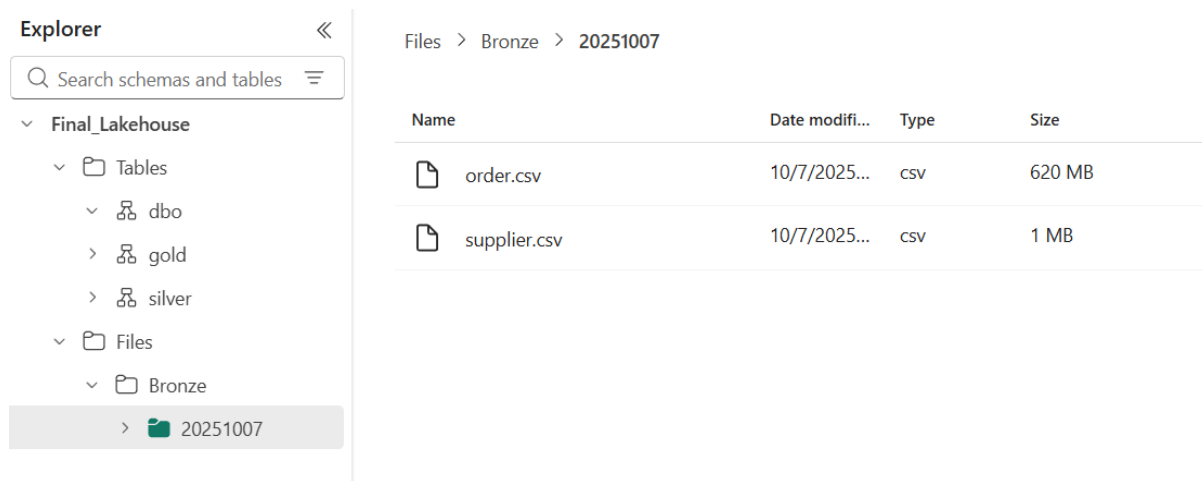 Explorer
Search schemas and tables
Final_Lakehouse
Tables
dbo
gold
silver
Files
Bronze
20251007
Files > Bronze > 20251007
Name Date modifi... Type Size
order.csv 10/7/2025... csv 620 MB
supplier.csv 10/7/2025... csv 1 MB